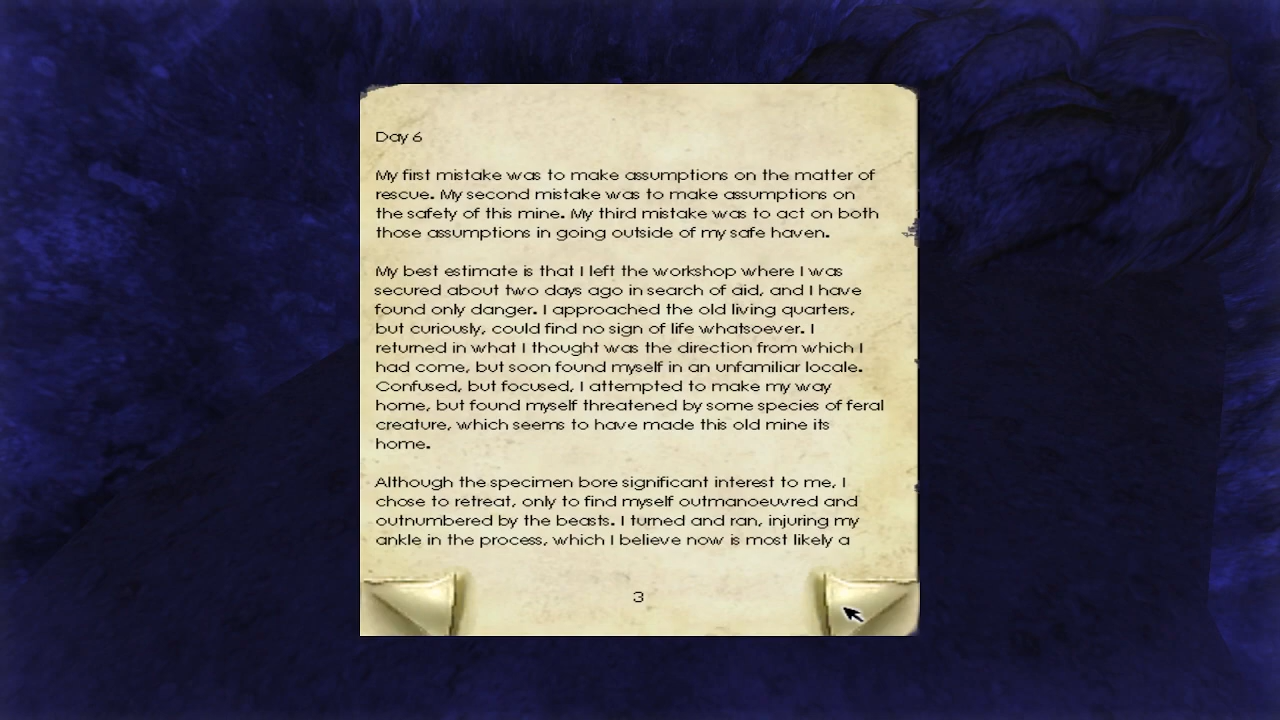 Day 6
My first mistake was to make assumptions on the matter of
rescue. My second mistake was to make assumptions on
the safety of this mine. My third mistake was to act on both
those assumptions in going outside of my safe haven.
My best estimate is that I left the workshop where I was
secured about two days ago in search of aid, and I have
found only danger. I approached the old living quarters,
but curiously, could find no sign of life whatsoever. I
returned in what I thought was the direction from which I
had come, but soon found myself in an unfamiliar locale.
Confused, but focused, I attempted to make my way
home, but found myself threatened by some species of feral
creature, which seems to have made this old mine its
home.
Although the specimen bore significant interest to me, I
chose to retreat, only to find myself outmanoeuvred and
outnumbered by the beasts. I turned and ran, injuring my
ankle in the process, which I believe now is most likely a
3